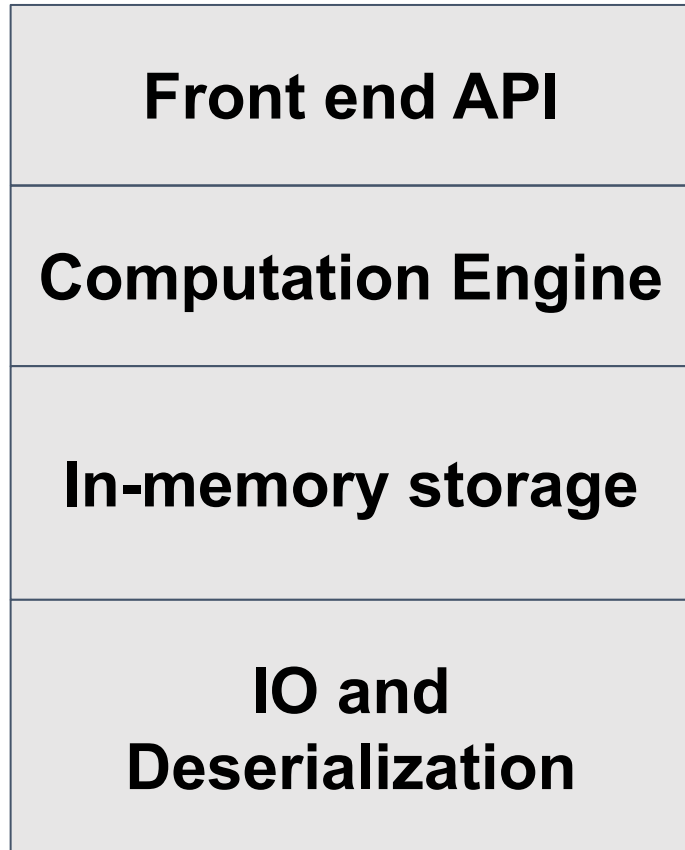 Front end API
Computation Engine
In-memory storage
IO and
Deserialization